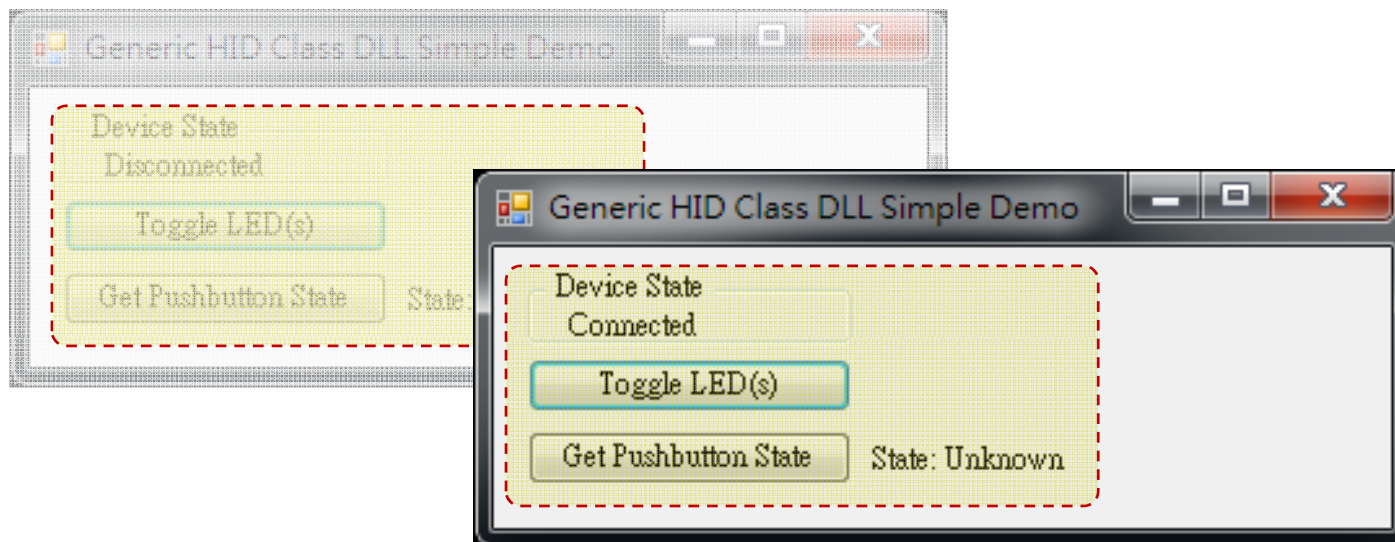 Generic HID Class DLL Simple Demo
Device State
Disconnected
Toggle LED(s)
Get Pushbutton State State:
Generic HID Class DLL Simple Demo
Device State
Connected
Toggle LED(s)
Get Pushbutton State State: Unknown